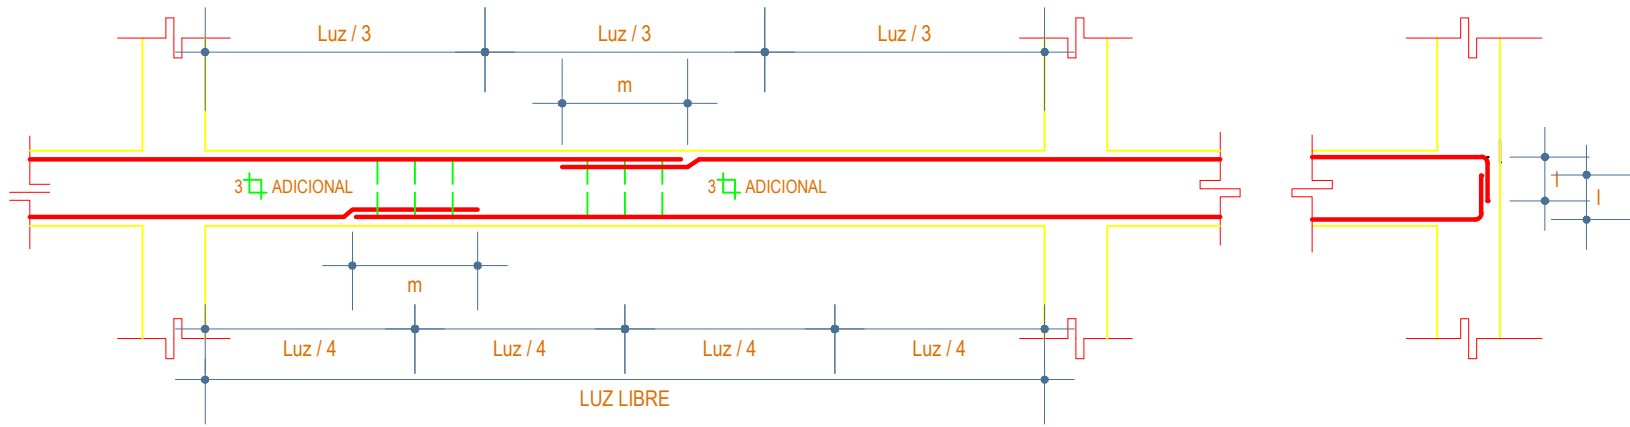 Luz / 3 Luz / 3 Luz / 3
m
3 ADICIONAL 3 ADICIONAL
l
l
m
Luz / 4 Luz / 4 Luz / 4 Luz / 4
LUZ LIBRE